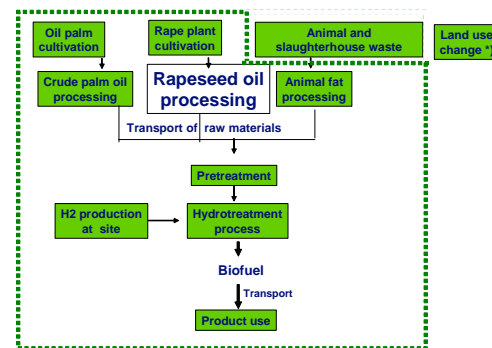 Oil palm
cultivation
Rape plant
cultivation
Animal and
slaughterhouse waste
Land use
change *)
Crude palm oil
processing
Rapeseed oil
processing
Animal fat
processing
Transport of raw materials
Pretreatment
H2 production
at site
Hydrotreatment
process
Biofuel
Transport
Product use